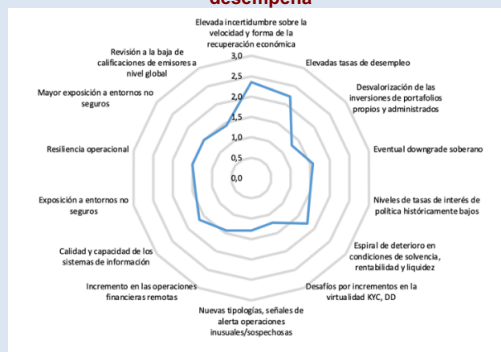 desempeña
Elevada incertidumbre sobre la
velocidad y forma de la
recuperación económica
Elevadas tasas de desempleo
Desvalorización de las
inversiones de portafolios
propios y administrados
Eventual downgrade soberano
Niveles de tasas de interés de
política históricamente bajos
Espiral de deterioro en
condiciones de solvencia,
rentabilidad y liquidez
Desafíos por incrementos en la
virtualidad KYC, DD
Nuevas tipologías, señales de
alerta operaciones
inusuales/sospechosas
Incremento en las operaciones
financieras remotas
Calidad y capacidad de los
sistemas de información
Exposición a entornos no
seguros
Resiliencia operacional
Mayor exposición a entornos no
seguros
Revisión a la baja de
calificaciones de emisores a
nivel global
3,0
2,5
2,0
1,5
1,0
0,5
0,0